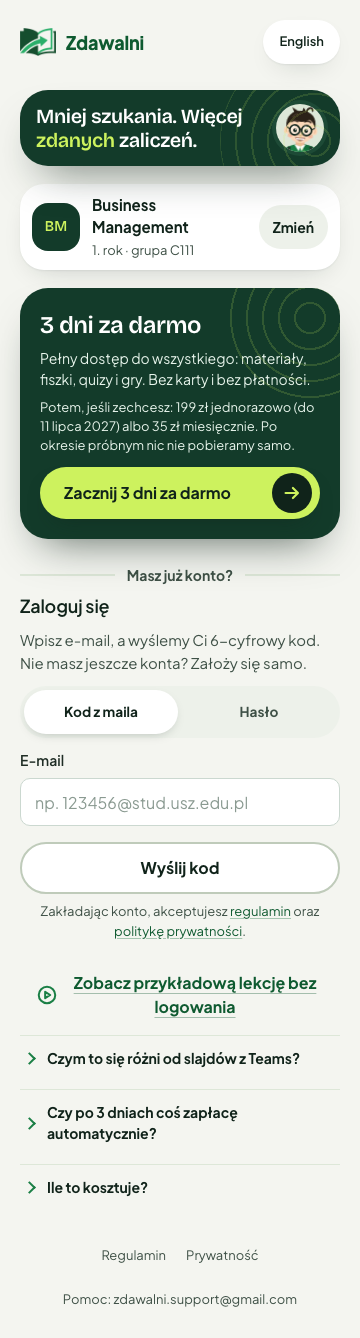 Zdawalni
English
Mniej szukania. Więcej
zdanych zaliczeń.
BM
Business
Management
1. rok · grupa C111
Zmień
3 dni za darmo
Pełny dostęp do wszystkiego: materiały,
fiszki, quizy i gry. Bez karty i bez płatności.
Potem, jeśli zechcesz: 199 zł jednorazowo (do
11 lipca 2027) albo 35 zł miesięcznie. Po
okresie próbnym nic nie pobieramy samo.
Zacznij 3 dni za darmo
Masz już konto?
Zaloguj się
Wpisz e-mail, a wyślemy Ci 6–cyfrowy kod.
Nie masz jeszcze konta? Założy się samo.
Kod z maila
Hasło
E-mail
np. 123456@stud.usz.edu.pl
Wyślij kod
Zakładając konto, akceptujesz regulamin oraz
politykę prywatności.
Zobacz przykładową lekcję bez
logowania
Czym to się różni od slajdów z Teams?
Czy po 3 dniach coś zapłacę
automatycznie?
Ile to kosztuje?
Regulamin Prywatność
Pomoc: zdawalni.support@gmail.com